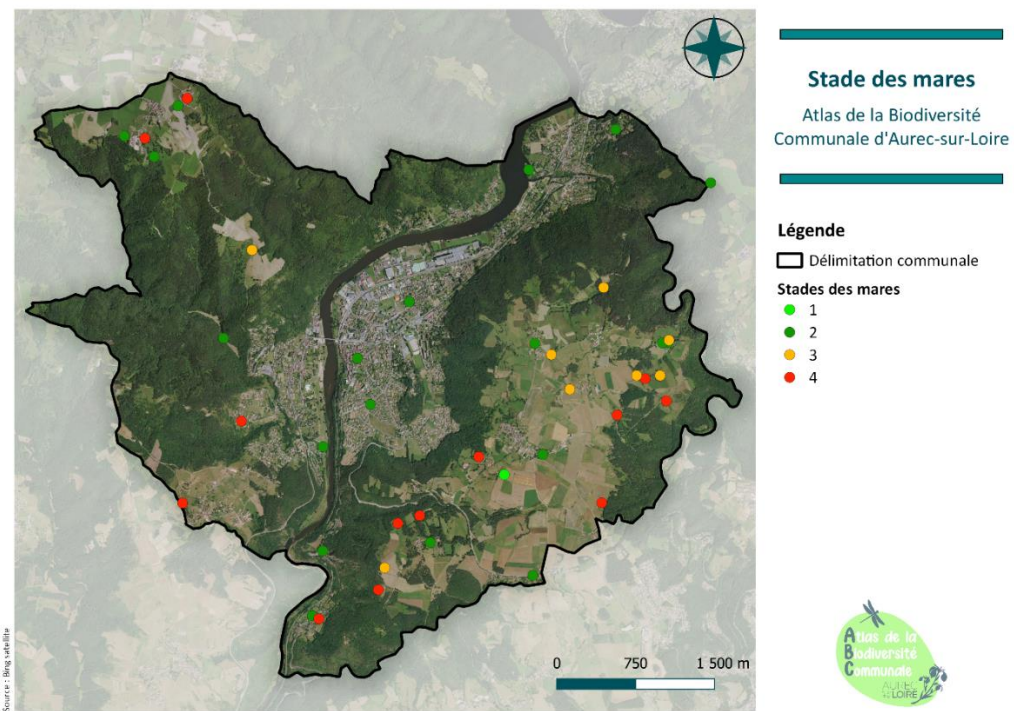 Stade des mares
Atlas de la Biodiversité
Communale d'Aurec-sur-Loire
Légende
Délimitation communale
Stades des mares
1
2
3
4
0 750 1 500 m
Source : Bing satellite
Atlas de la
Biodiversité
Communale
AUREC
LOIRE